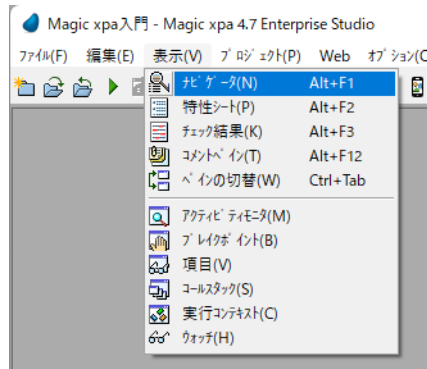 Magic xpa入門 - Magic xpa 4.7 Enterprise Studio
ﾌｧｲﾙ(F) 編集(E) 表示(V) ﾌﾟﾛｼﾞｪｸﾄ(P) Web ｵﾌﾟｼｮﾝ(O
ﾅﾋﾞｹﾞｰﾀ(N) Alt+F1
特性ｼｰﾄ(P) Alt+F2
ﾁｪｯｸ結果(K) Alt+F3
ｺﾒﾝﾄﾍﾟｲﾝ(T) Alt+F12
ﾍﾟｲﾝの切替(W) Ctrl+Tab
ｱｸﾃｨﾋﾞﾃｨﾓﾆﾀ(M)
ﾌﾞﾚｲｸﾎﾟｲﾝﾄ(B)
項目(V)
ｺｰﾙｽﾀｯｸ(S)
実行ｺﾝﾃｷｽﾄ(C)
ｳｫｯﾁ(H)